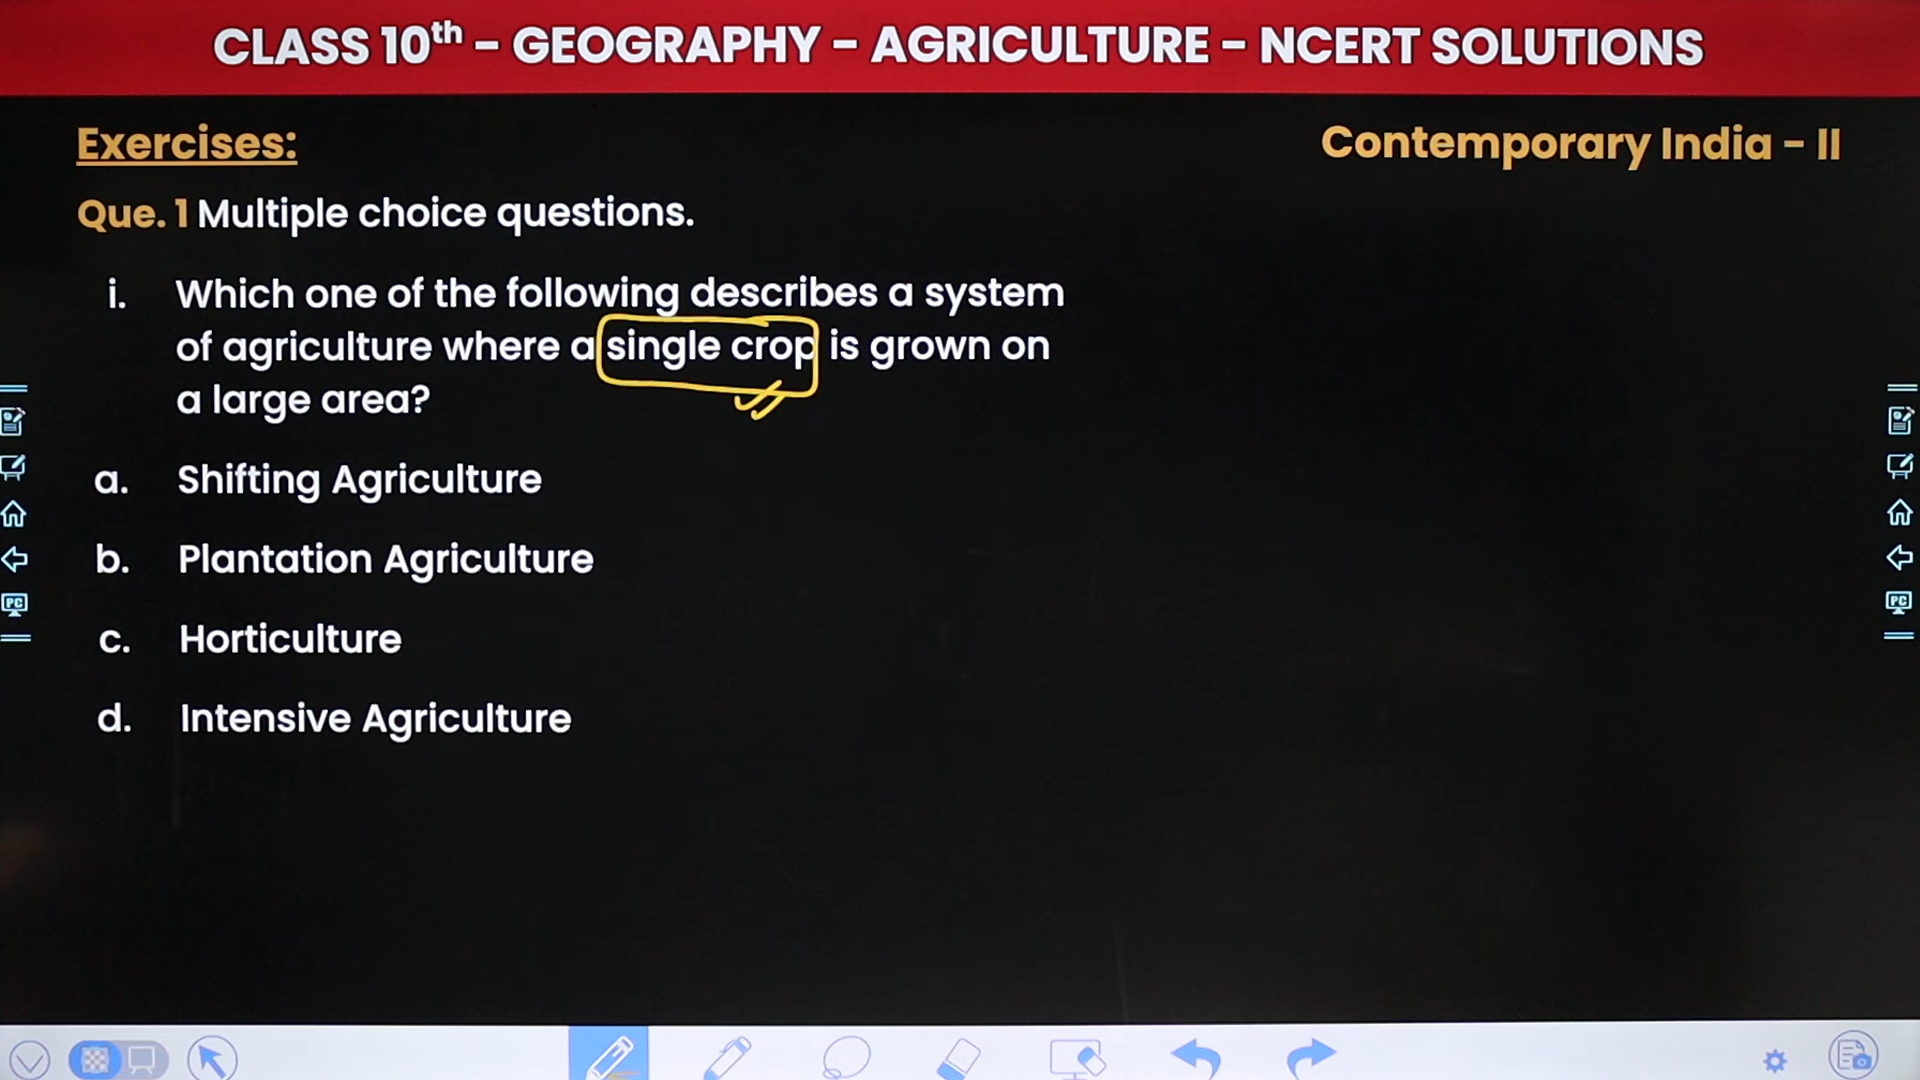 CLASS 10th - GEOGRAPHY - AGRICULTURE - NCERT SOLUTIONS
Exercises:
Contemporary India - II
Que. 1 Multiple choice questions.
i. Which one of the following describes a system
of agriculture where a single crop is grown on
a large area?
a. Shifting Agriculture
b. Plantation Agriculture
c. Horticulture
d. Intensive Agriculture
PC
PC